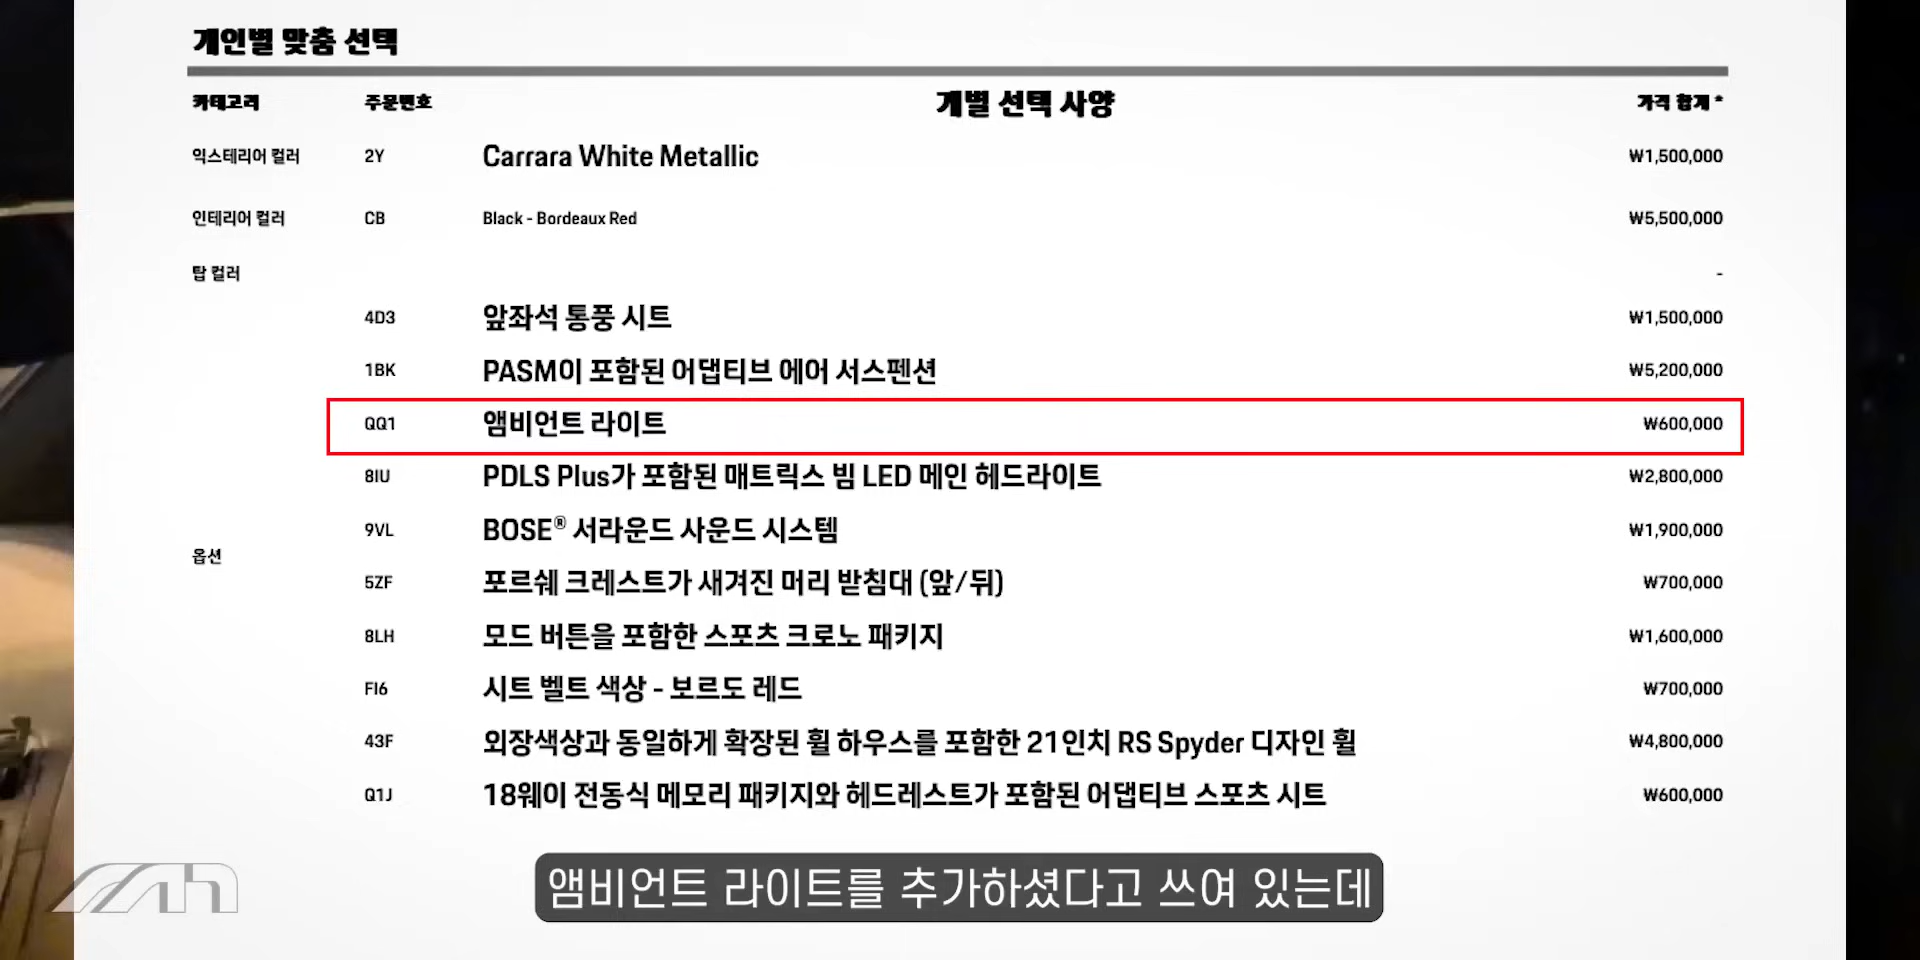 개인별 맞춤 선택
카테고리 주문번호 개별 선택 사양 가격 합계 *
익스테리어 컬러 2Y Carrara White Metallic ₩1,500,000
인테리어 컬러 CB Black - Bordeaux Red ₩5,500,000
탑 컬러 -
4D3 앞좌석 통풍 시트 ₩1,500,000
1BK PASM이 포함된 어댑티브 에어 서스펜션 ₩5,200,000
QQ1 앰비언트 라이트 ₩600,000
8IU PDLS Plus가 포함된 매트릭스 빔 LED 메인 헤드라이트 ₩2,800,000
9VL BOSE® 서라운드 사운드 시스템 ₩1,900,000
옵션
5ZF 포르쉐 크레스트가 새겨진 머리 받침대 (앞/뒤) ₩700,000
8LH 모드 버튼을 포함한 스포츠 크로노 패키지 ₩1,600,000
FI6 시트 벨트 색상 - 보르도 레드 ₩700,000
43F 외장색상과 동일하게 확장된 휠 하우스를 포함한 21인치 RS Spyder 디자인 휠 ₩4,800,000
Q1J 18웨이 전동식 메모리 패키지와 헤드레스트가 포함된 어댑티브 스포츠 시트 ₩600,000
앰비언트 라이트를 추가하셨다고 쓰여 있는데